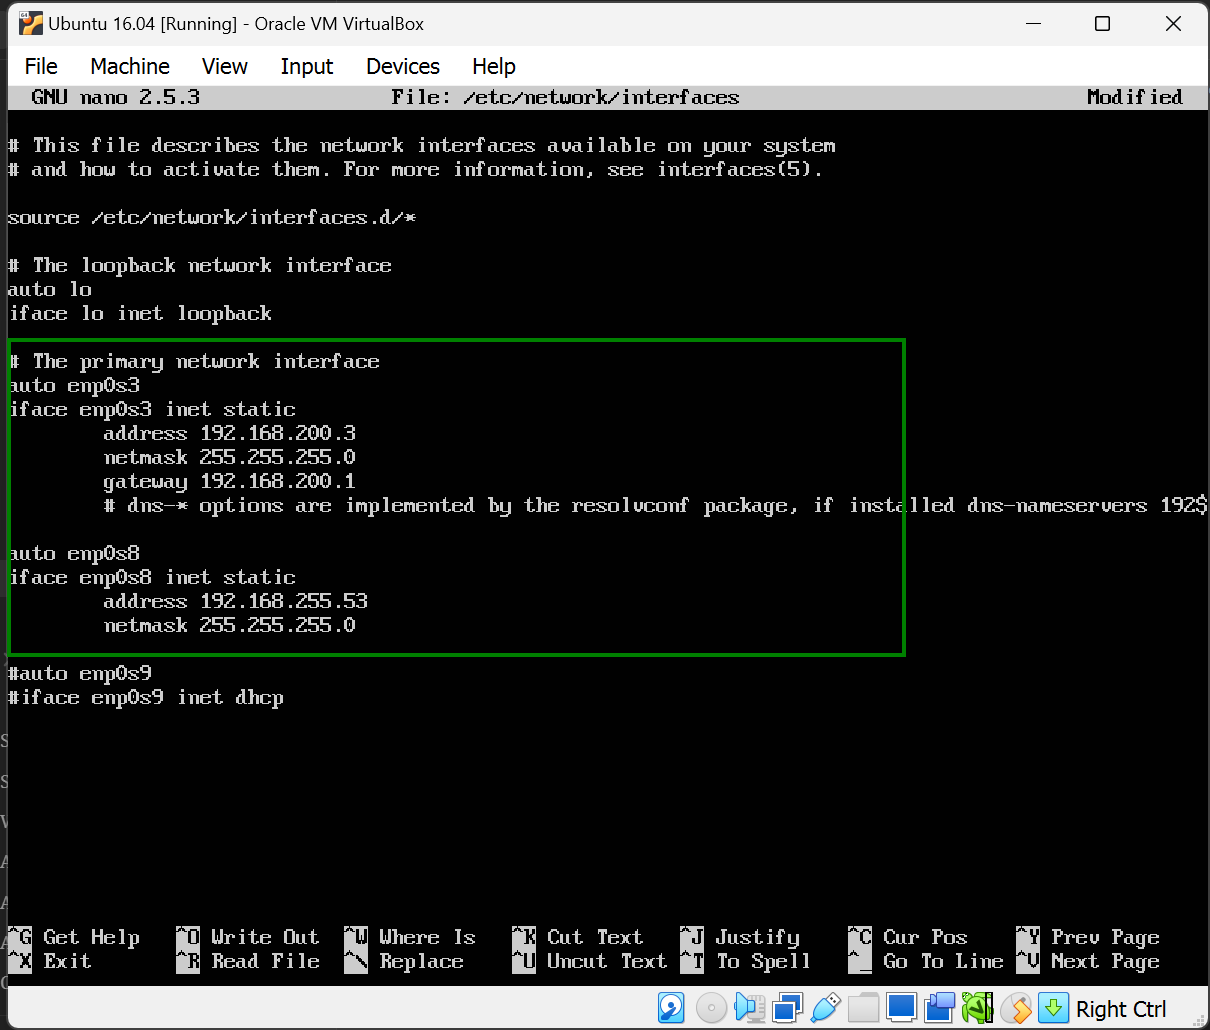 Ubuntu 16.04 [Running] - Oracle VM VirtualBox
File Machine View Input Devices Help
GNU nano 2.5.3 File: /etc/network/interfaces Modified
# This file describes the network interfaces available on your system
# and how to activate them. For more information, see interfaces(5).
source /etc/network/interfaces.d/*
# The loopback network interface
auto lo
iface lo inet loopback
# The primary network interface
auto enp0s3
iface enp0s3 inet static
address 192.168.200.3
netmask 255.255.255.0
gateway 192.168.200.1
# dns-* options are implemented by the resolvconf package, if installed dns-nameservers 192$
auto enp0s8
iface enp0s8 inet static
address 192.168.255.53
netmask 255.255.255.0
#auto enp0s9
#iface enp0s9 inet dhcp
^G Get Help ^O Write Out ^W Where Is ^K Cut Text ^J Justify ^C Cur Pos ^Y Prev Page
^X Exit ^R Read File ^\ Replace ^U Uncut Text ^T To Spell ^_ Go To Line ^V Next Page
Right Ctrl